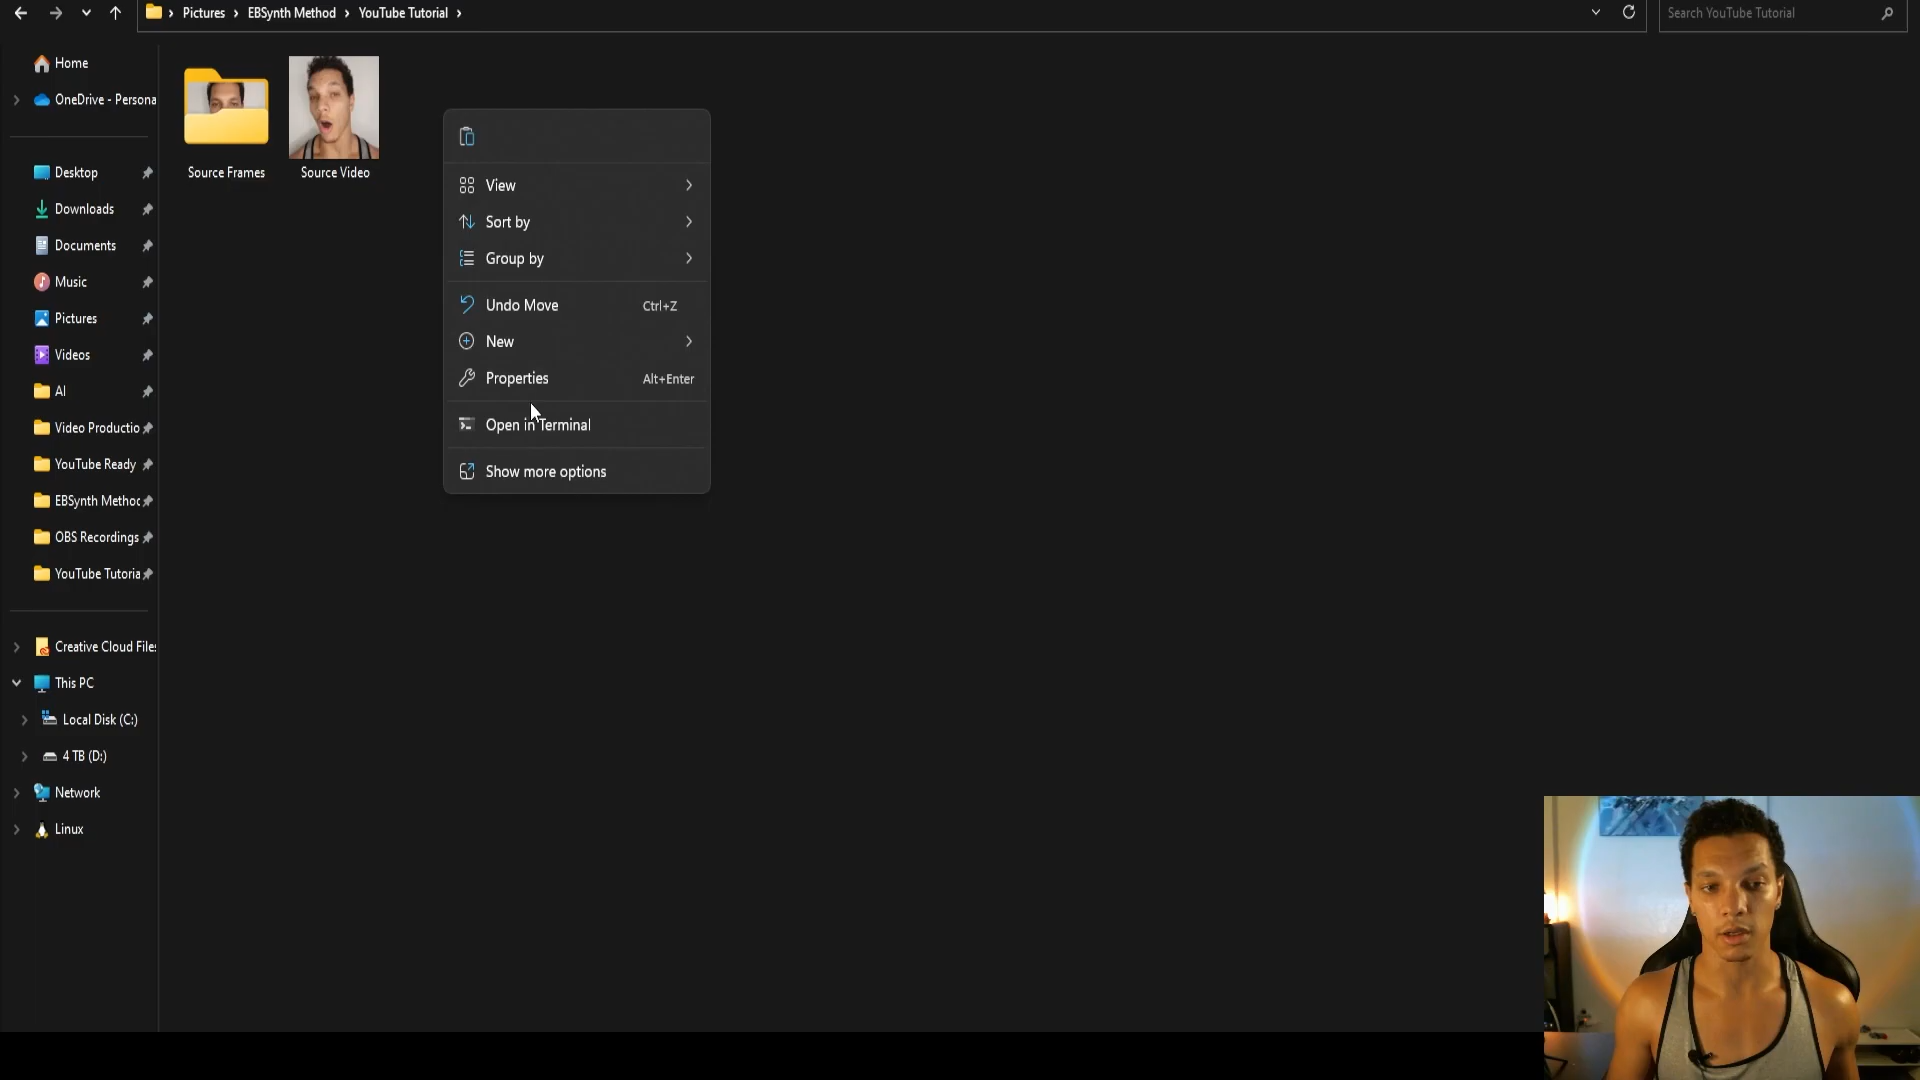 Pictures > EBSynth Method > YouTube Tutorial >
Search YouTube Tutorial
Home
OneDrive - Persona
Desktop
Downloads
Documents
Music
Pictures
Videos
AI
Video Productio
YouTube Ready
EBSynth Methoc
OBS Recordings
YouTube Tutoria
Creative Cloud Files
This PC
Local Disk (C:)
4 TB (D:)
Network
Linux
Source Frames
Source Video
View
Sort by
Group by
Undo Move Ctrl+Z
New
Properties Alt+Enter
Open in Terminal
Show more options